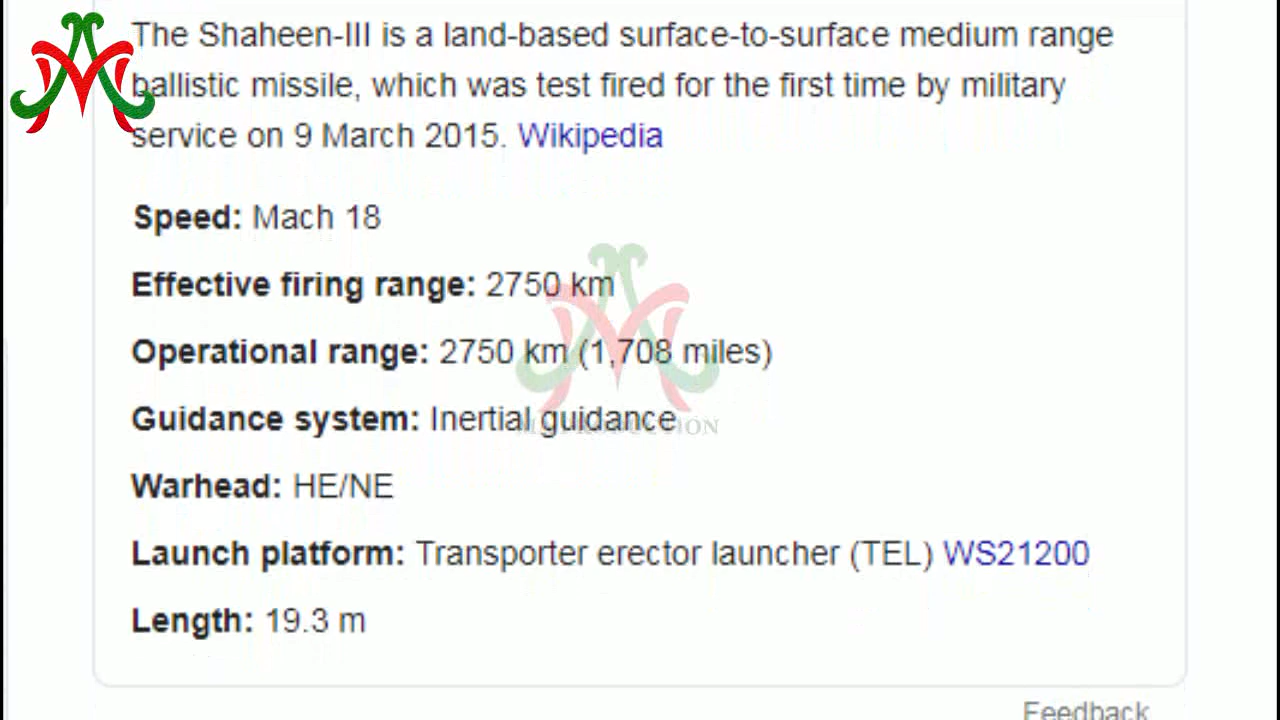 The Shaheen-III is a land-based surface-to-surface medium range
ballistic missile, which was test fired for the first time by military
service on 9 March 2015. Wikipedia
Speed: Mach 18
Effective firing range: 2750 km
Operational range: 2750 km (1,708 miles)
Guidance system: Inertial guidance
Warhead: HE/NE
Launch platform: Transporter erector launcher (TEL) WS21200
Length: 19.3 m
Feedback